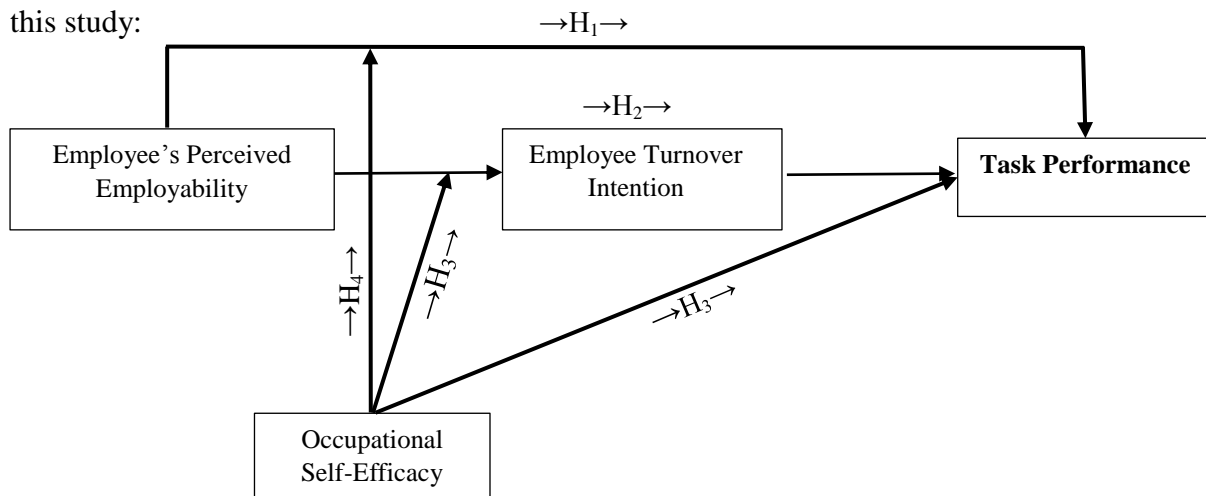 this study:
→H₁→
→H₂→
Employee's Perceived
Employability
Employee Turnover
Intention
Task Performance
→H₄→
→H₃→
→H₃→
Occupational
Self-Efficacy